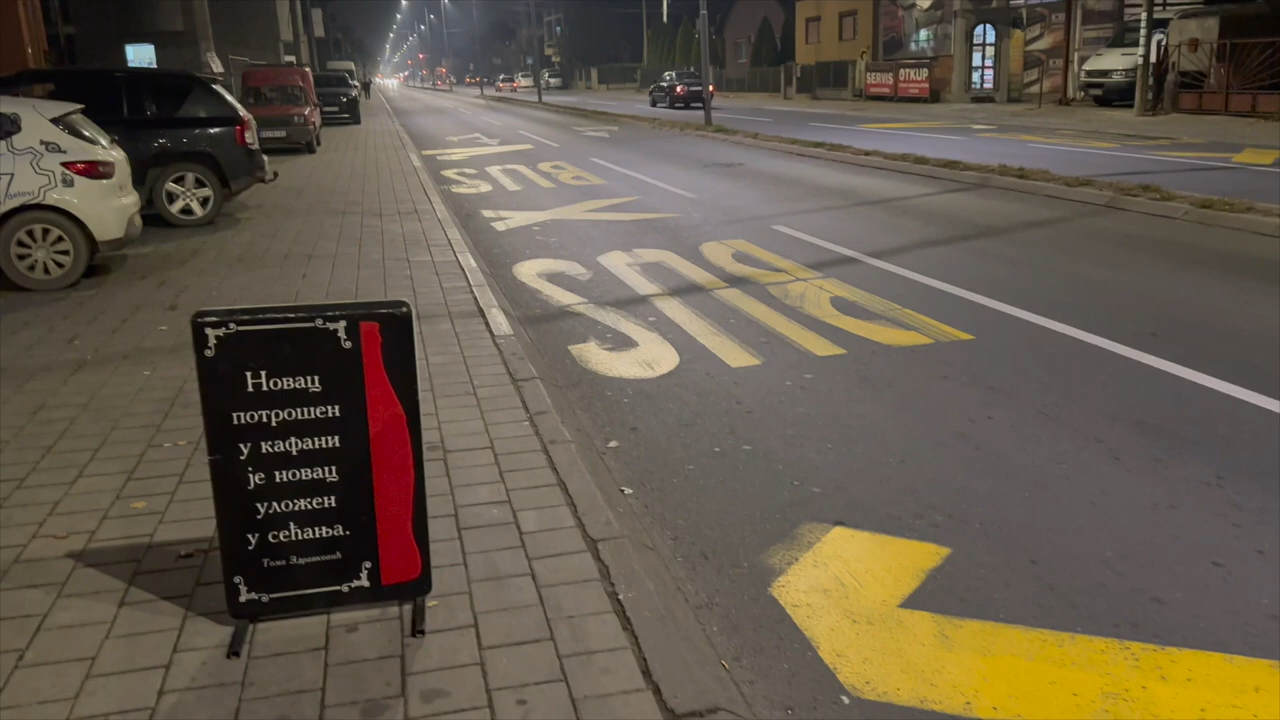 Новац
потрошен
у кафани
је новац
уложен
у сећања.
Тома Здравковић
BUS
BUS
SERVIS
OTKUP